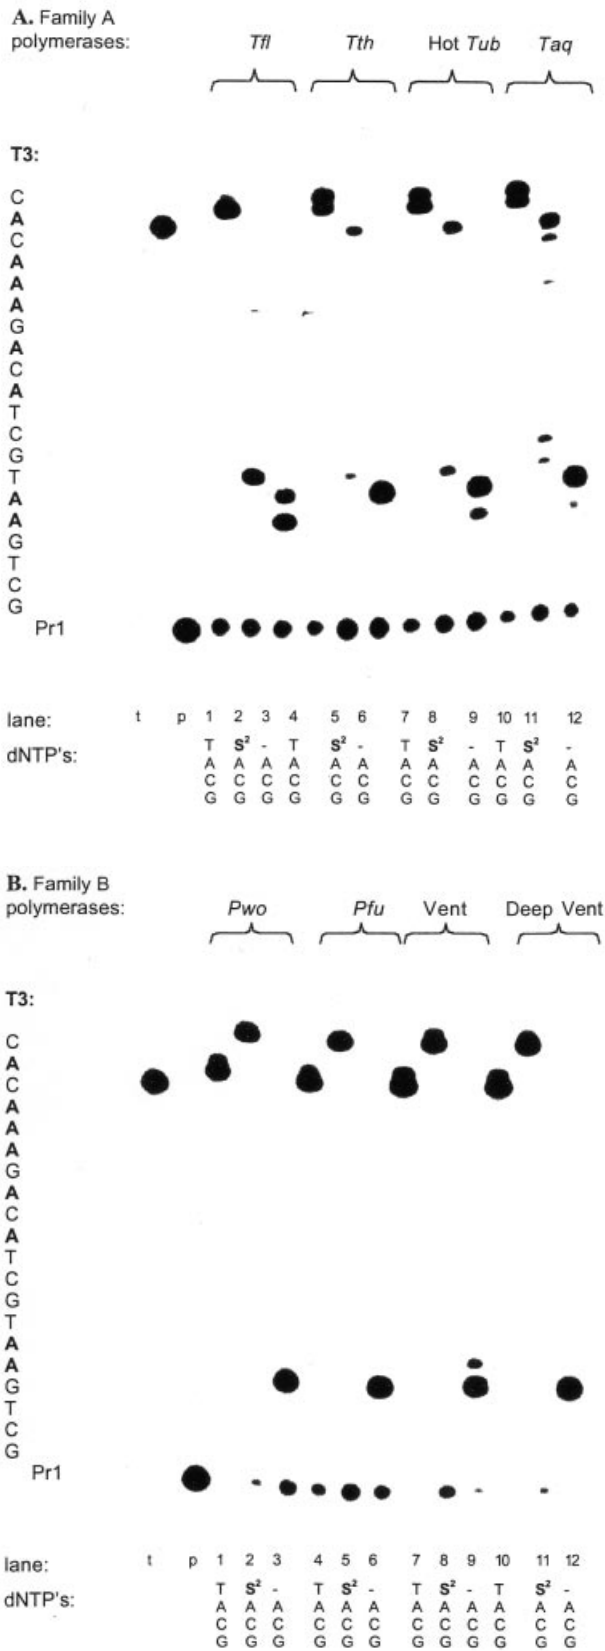 A. Family A
polymerases: Tfl Tth Hot Tub Taq
T3:
C
A
C
A
A
A
G
A
C
A
T
C
G
T
A
A
G
T
C
G
Pr1
lane: t p 1 2 3 4 5 6 7 8 9 10 11 12
dNTP's: T S² - T S² - T S² - T S² -
A A A A A A A A A A A A
C C C C C C C C C C C C
G G G G G G G G G G G G
B. Family B
polymerases: Pwo Pfu Vent Deep Vent
T3:
C
A
C
A
A
A
G
A
C
A
T
C
G
T
A
A
G
T
C
G
Pr1
lane: t p 1 2 3 4 5 6 7 8 9 10 11 12
dNTP's: T S² - T S² - T S² - T S² -
A A A A A A A A A A A A
C C C C C C C C C C C C
G G G G G G G G G G G G